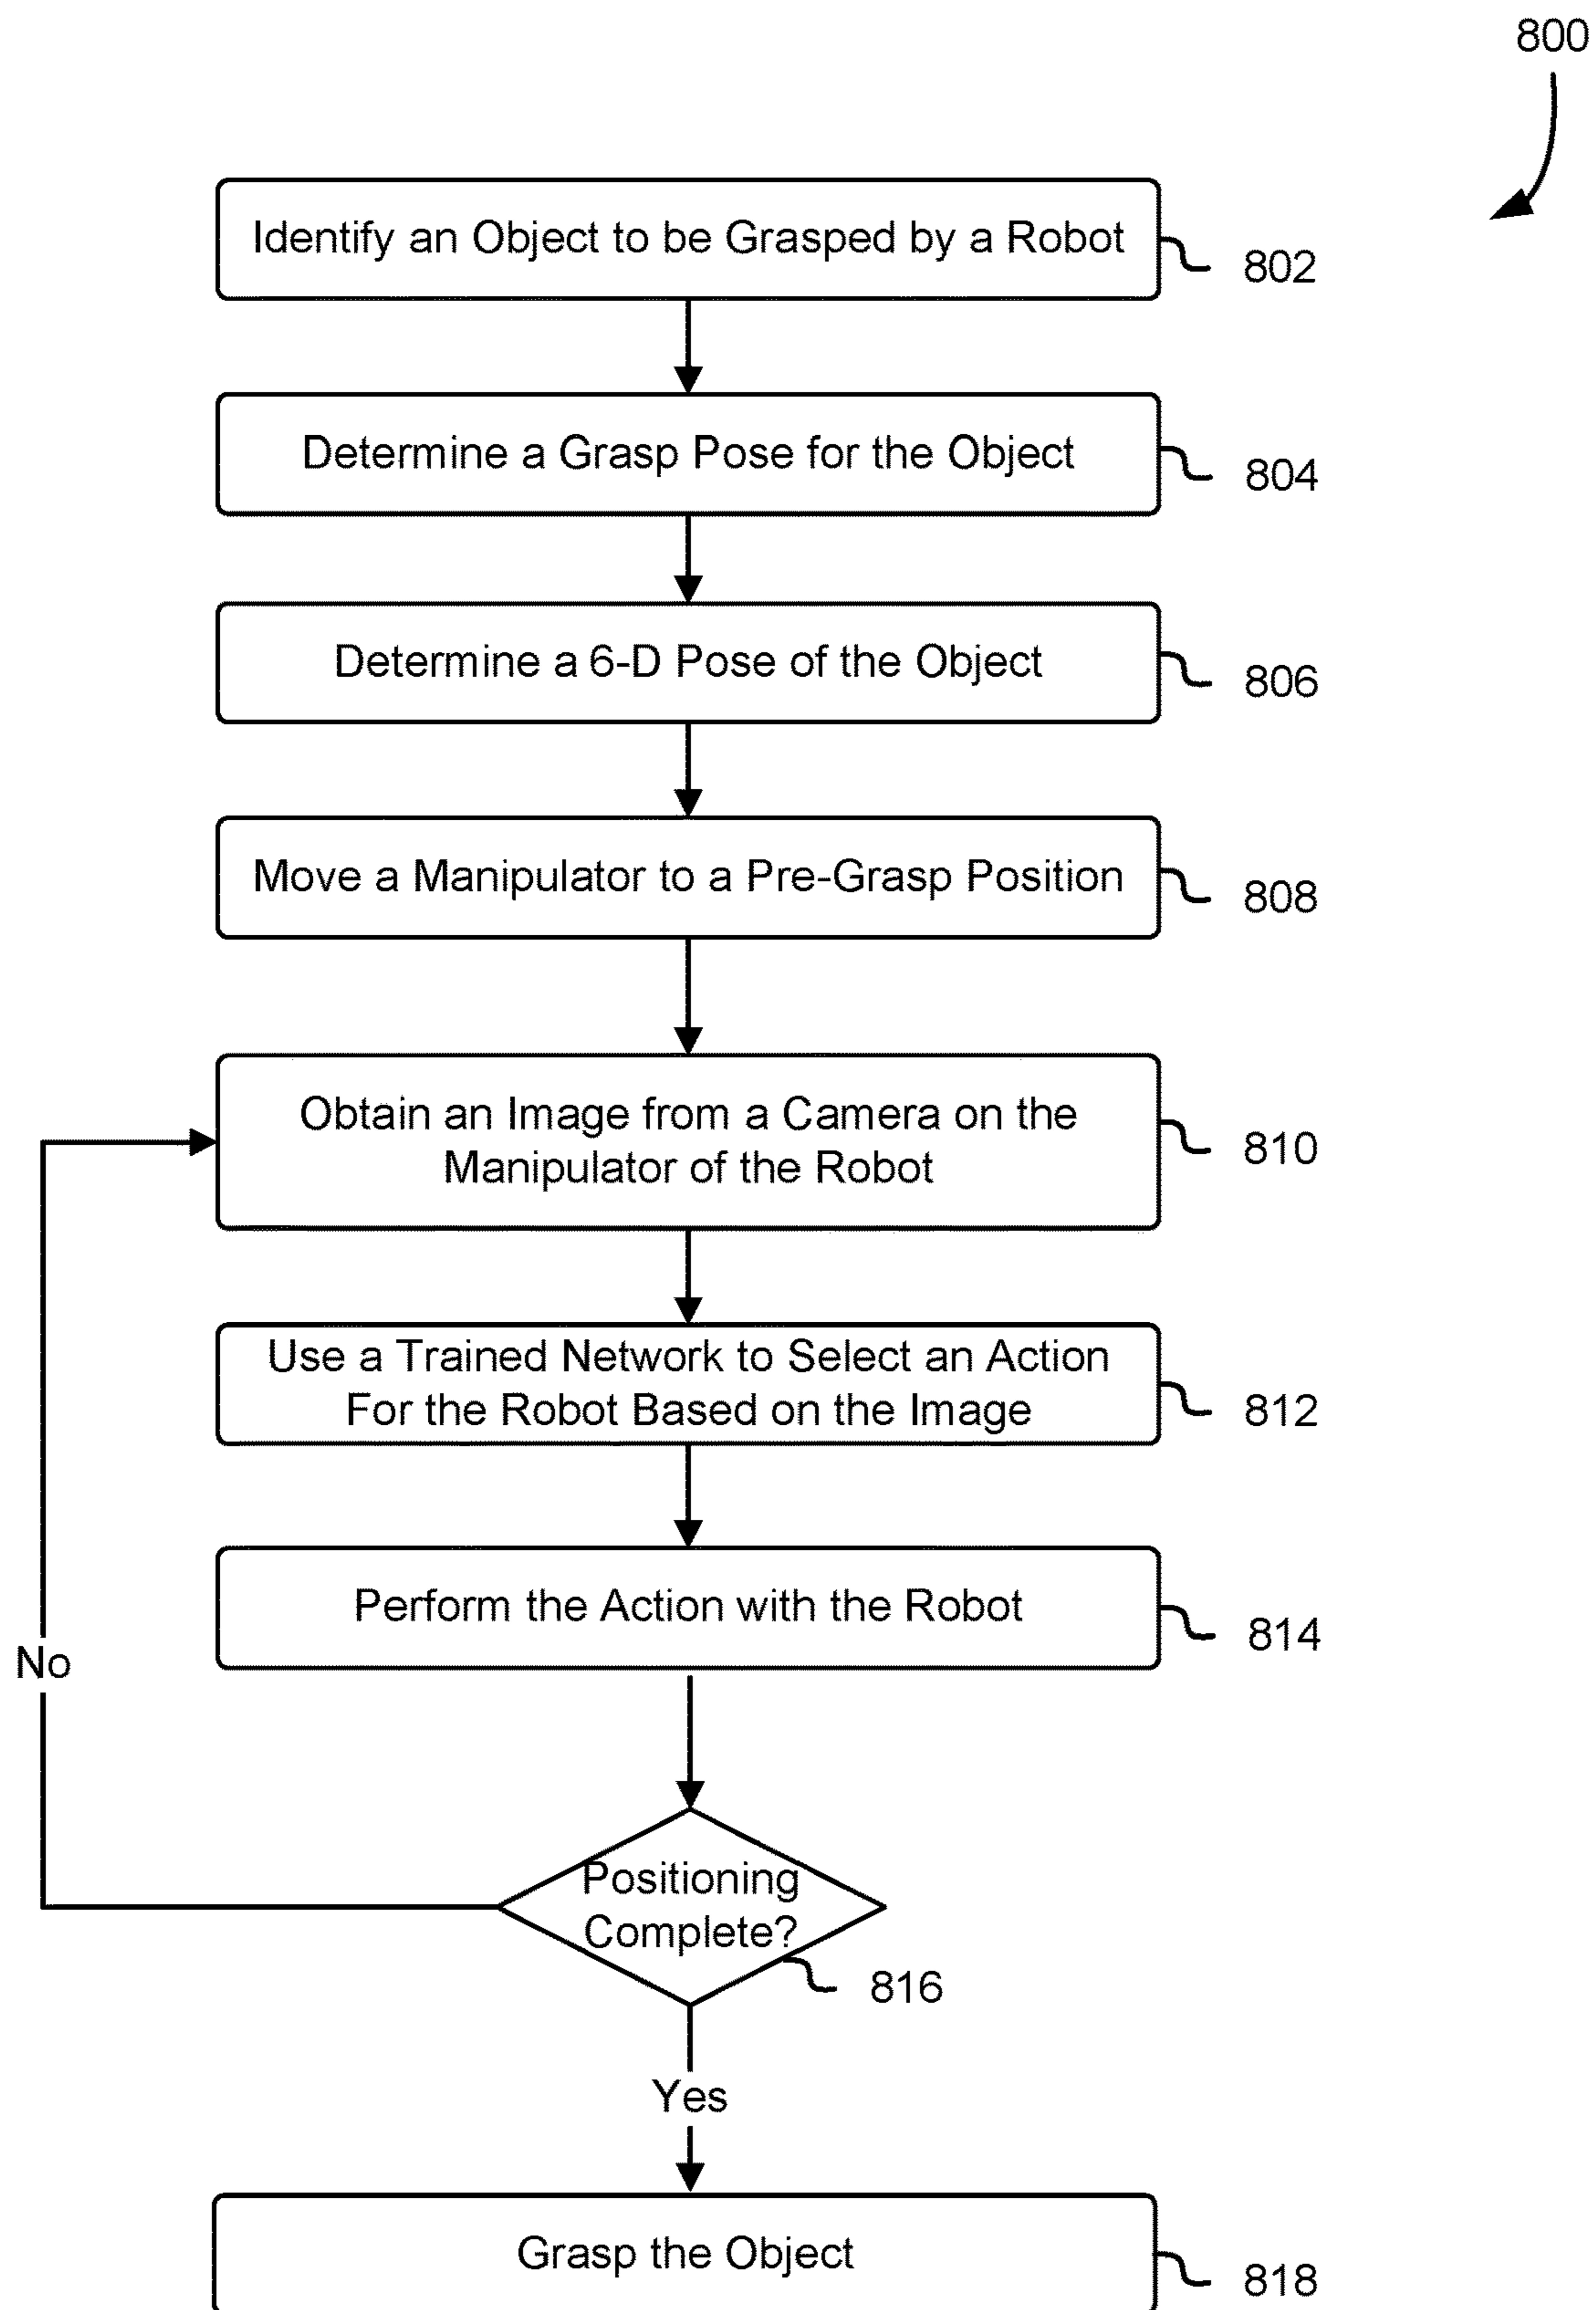 800
Identify an Object to be Grasped by a Robot
802
Determine a Grasp Pose for the Object
804
Determine a 6-D Pose of the Object
806
Move a Manipulator to a Pre-Grasp Position
808
Obtain an Image from a Camera on the
Manipulator of the Robot
810
Use a Trained Network to Select an Action
For the Robot Based on the Image
812
Perform the Action with the Robot
814
No
Positioning
Complete?
816
Yes
Grasp the Object
818